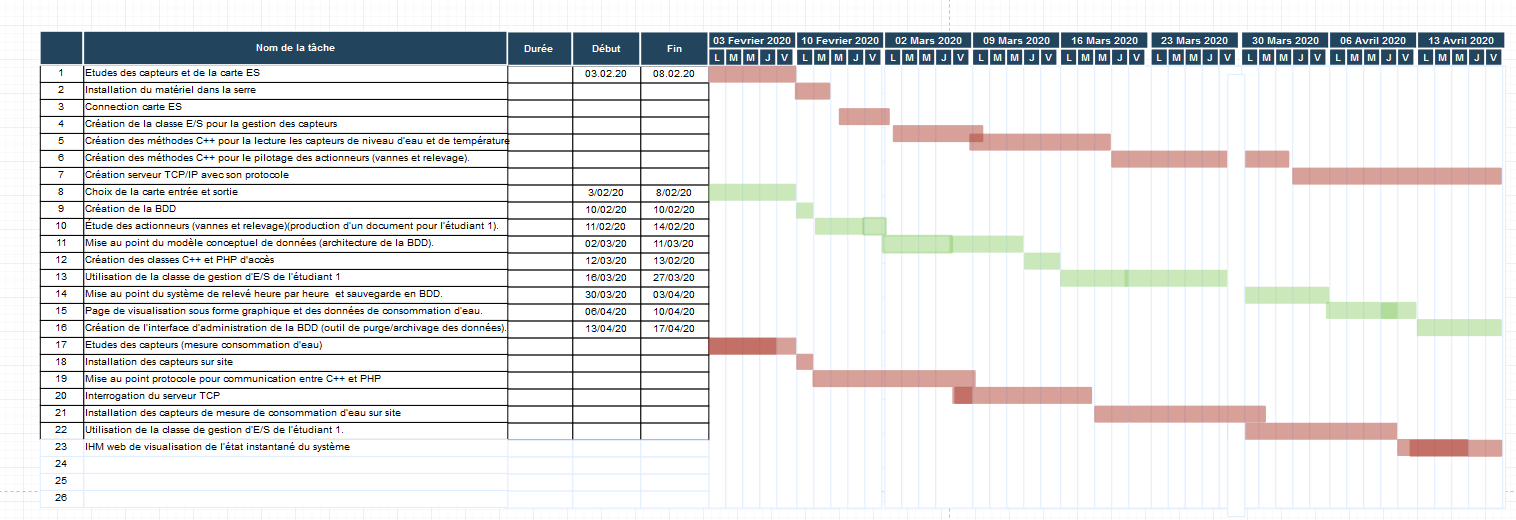 Nom de la tâche Durée Début Fin 03 Fevrier 2020 10 Fevrier 2020 02 Mars 2020 09 Mars 2020 16 Mars 2020 23 Mars 2020 30 Mars 2020 06 Avril 2020 13 Avril 2020
L M M J V L M M J V L M M J V L M M J V L M M J V L M M J V L M M J V L M M J V L M M J V
1 Etudes des capteurs et de la carte ES 03.02.20 08.02.20
2 Installation du matériel dans la serre
3 Connection carte ES
4 Création de la classe E/S pour la gestion des capteurs
5 Création des méthodes C++ pour la lecture les capteurs de niveau d'eau et de température
6 Création des méthodes C++ pour le pilotage des actionneurs (vannes et relevage).
7 Création serveur TCP/IP avec son protocole
8 Choix de la carte entrée et sortie 3/02/20 8/02/20
9 Création de la BDD 10/02/20 10/02/20
10 Étude des actionneurs (vannes et relevage)(production d'un document pour l'étudiant 1). 11/02/20 14/02/20
11 Mise au point du modèle conceptuel de données (architecture de la BDD). 02/03/20 11/03/20
12 Création des classes C++ et PHP d'accès 12/03/20 13/02/20
13 Utilisation de la classe de gestion d'E/S de l'étudiant 1 16/03/20 27/03/20
14 Mise au point du système de relevé heure par heure et sauvegarde en BDD. 30/03/20 03/04/20
15 Page de visualisation sous forme graphique et des données de consommation d'eau. 06/04/20 10/04/20
16 Création de l'interface d'administration de la BDD (outil de purge/archivage des données). 13/04/20 17/04/20
17 Etudes des capteurs (mesure consommation d'eau)
18 Installation des capteurs sur site
19 Mise au point protocole pour communication entre C++ et PHP
20 Interrogation du serveur TCP
21 Installation des capteurs de mesure de consommation d'eau sur site
22 Utilisation de la classe de gestion d'E/S de l'étudiant 1.
23 IHM web de visualisation de l'état instantané du système
24
25
26